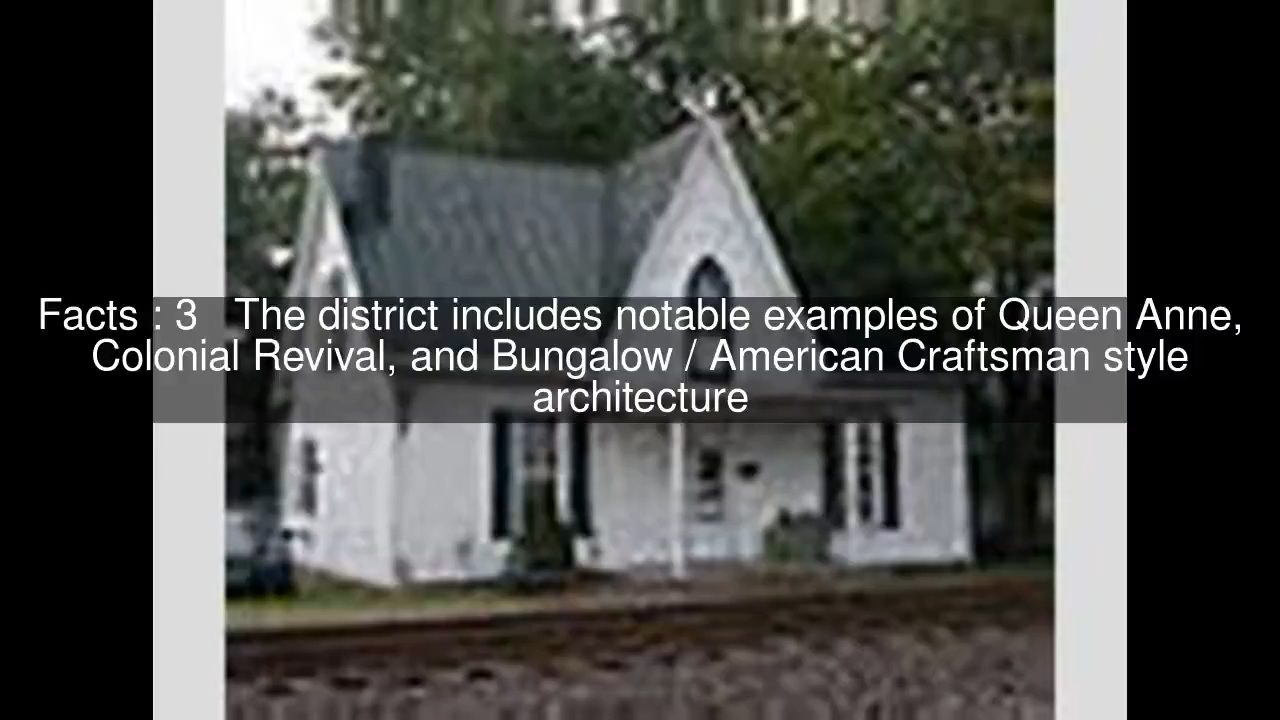 Facts : 3 The district includes notable examples of Queen Anne,
Colonial Revival, and Bungalow / American Craftsman style
architecture